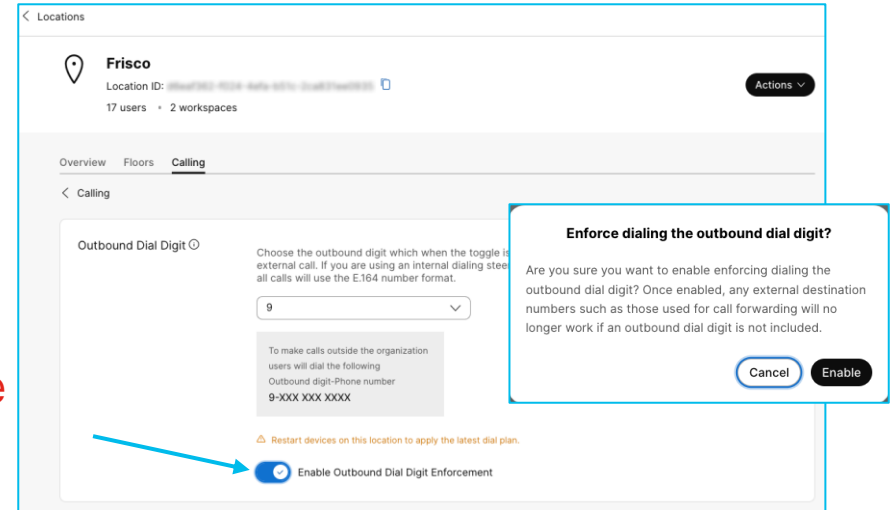 Locations
Frisco
Location ID:
17 users • 2 workspaces
Actions
Overview Floors Calling
Calling
Outbound Dial Digit
Choose the outbound digit which when the toggle is
external call. If you are using an internal dialing stee
all calls will use the E.164 number format.
9
To make calls outside the organization
users will dial the following
Outbound digit-Phone number
9-XXX XXX XXXX
Restart devices on this location to apply the latest dial plan.
Enable Outbound Dial Digit Enforcement
Enforce dialing the outbound dial digit?
Are you sure you want to enable enforcing dialing the
outbound dial digit? Once enabled, any external destination
numbers such as those used for call forwarding will no
longer work if an outbound dial digit is not included.
Cancel Enable
e